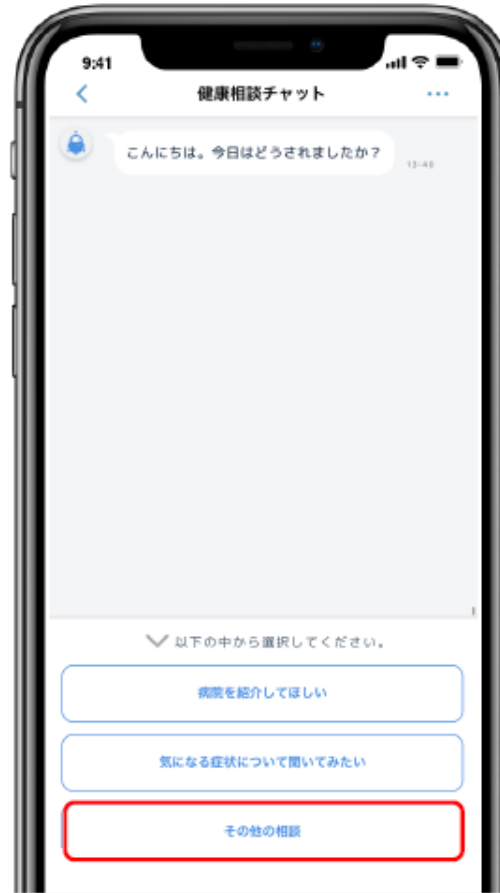 9:41
健康相談チャット
こんにちは。今日はどうされましたか？
13:40
以下の中から選択してください。
病院を紹介してほしい
気になる症状について聞いてみたい
その他の相談